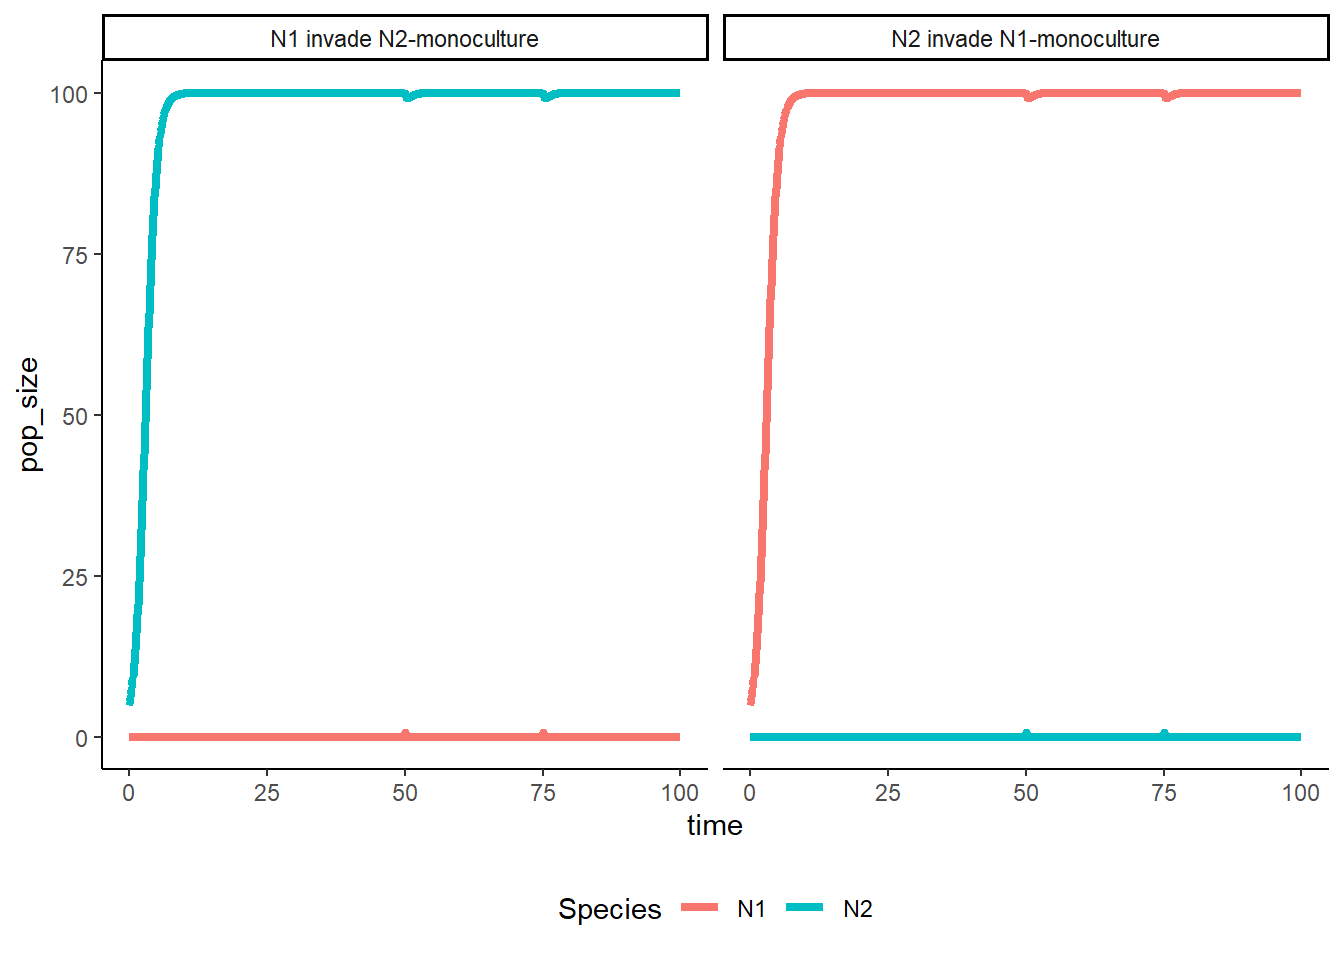 N1 invade N2-monoculture
N2 invade N1-monoculture
pop_size
100
75
50
25
0
0 25 50 75 100
0 25 50 75 100
time
Species N1 N2